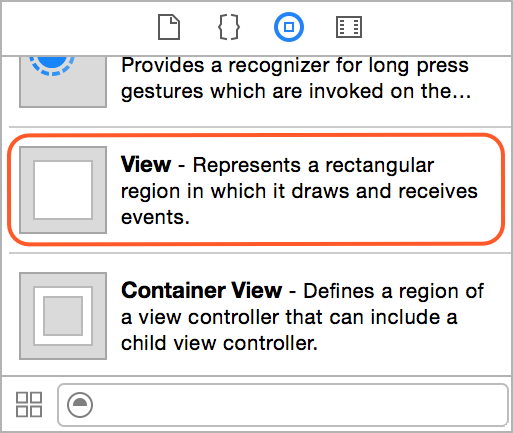 Provides a recognizer for long press
gestures which are invoked on the...
View - Represents a rectangular
region in which it draws and receives
events.
Container View - Defines a region of
a view controller that can include a
child view controller.